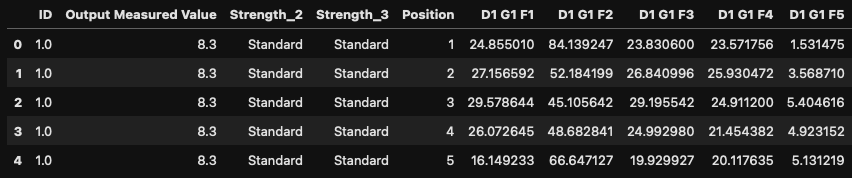 ID Output Measured Value Strength_2 Strength_3 Position D1 G1 F1 D1 G1 F2 D1 G1 F3 D1 G1 F4 D1 G1 F5
0 1.0 8.3 Standard Standard 1 24.855010 84.139247 23.830600 23.571756 1.531475
1 1.0 8.3 Standard Standard 2 27.156592 52.184199 26.840996 25.930472 3.568710
2 1.0 8.3 Standard Standard 3 29.578644 45.105642 29.195542 24.911200 5.404616
3 1.0 8.3 Standard Standard 4 26.072645 48.682841 24.992980 21.454382 4.923152
4 1.0 8.3 Standard Standard 5 16.149233 66.647127 19.929927 20.117635 5.131219